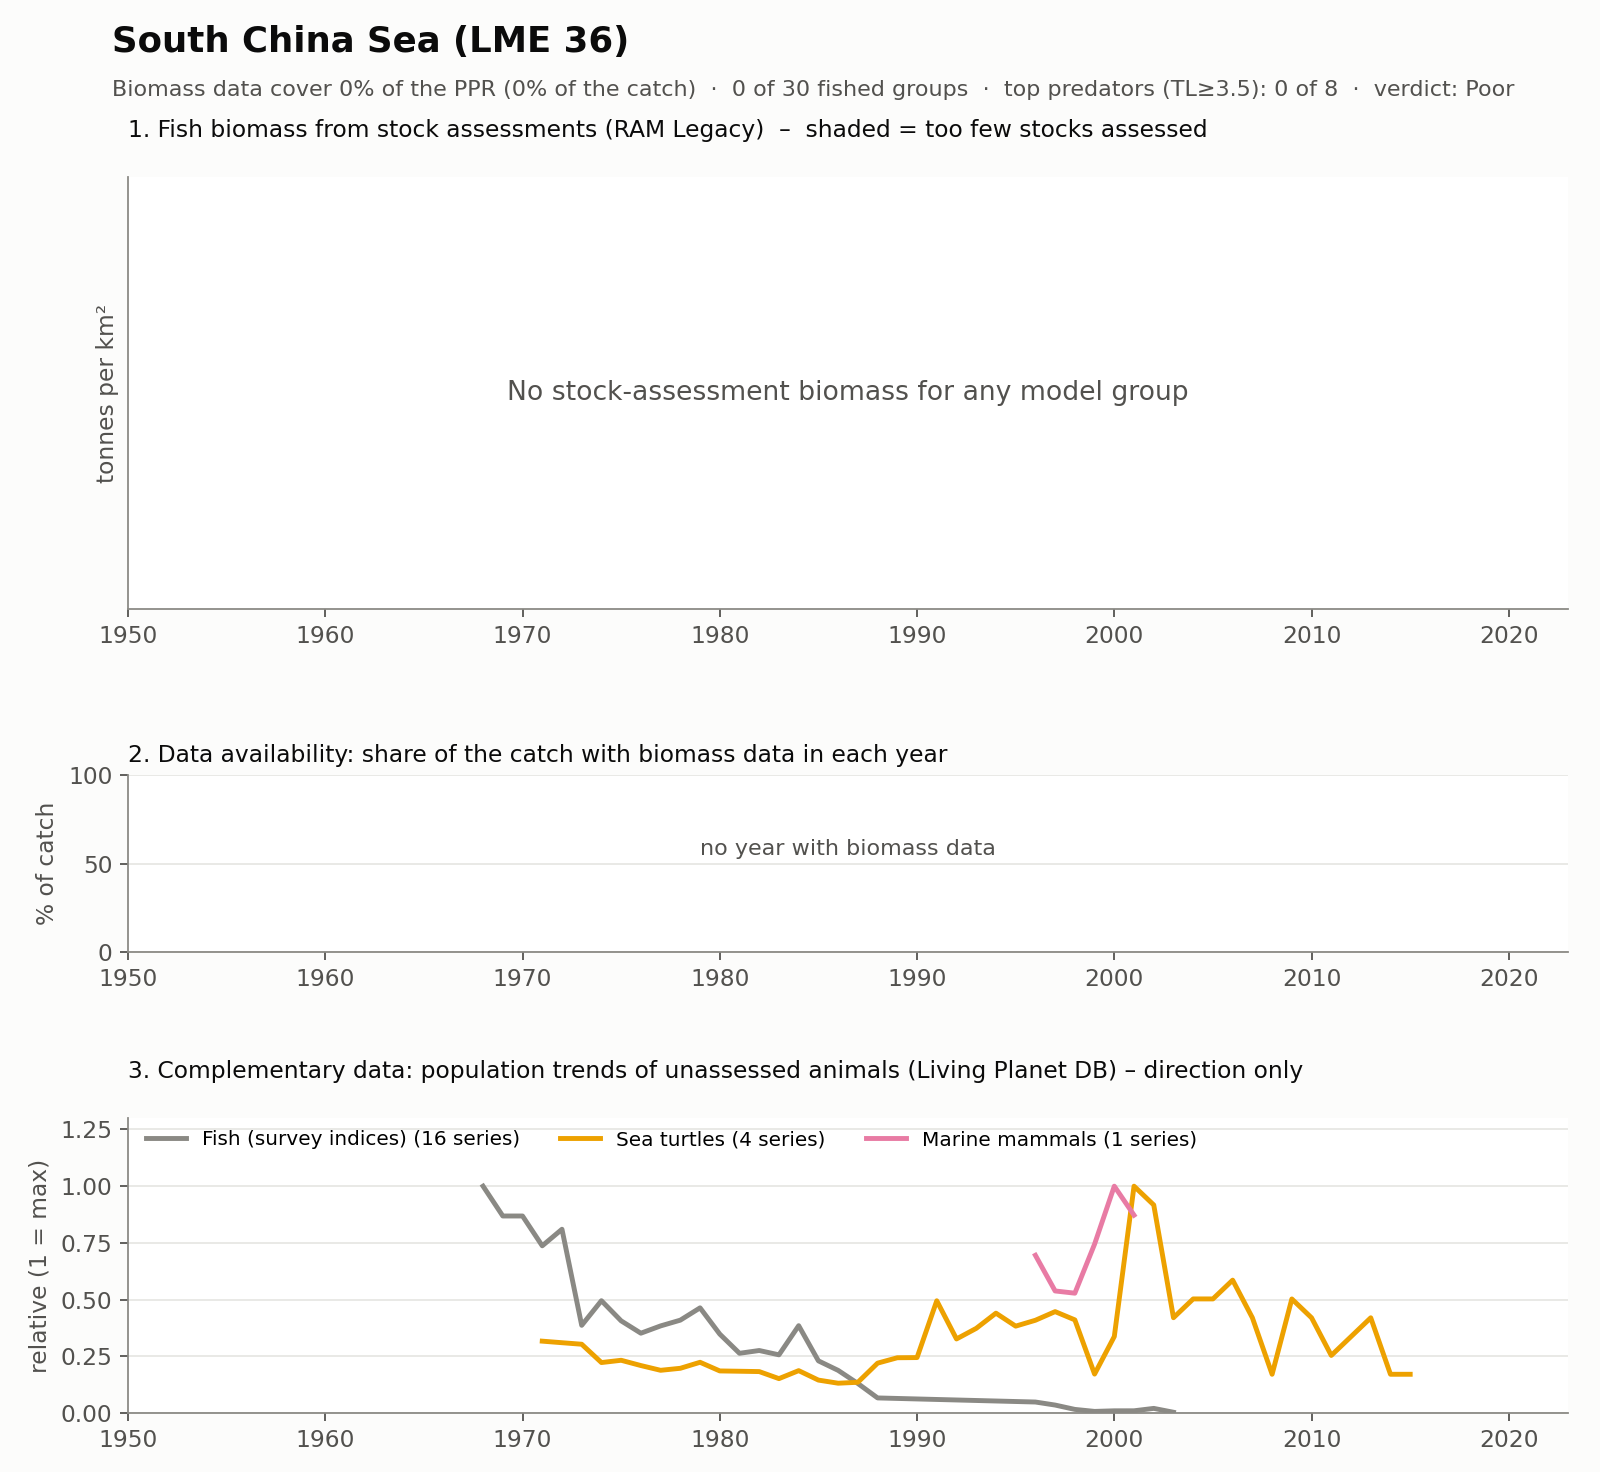 South China Sea (LME 36)
Biomass data cover 0% of the PPR (0% of the catch)  ·  0 of 30 fished groups  ·  top predators (TL≥3.5): 0 of 8  ·  verdict: Poor
1. Fish biomass from stock assessments (RAM Legacy)  –  shaded = too few stocks assessed
tonnes per km²
No stock-assessment biomass for any model group
1950 1960 1970 1980 1990 2000 2010 2020
2. Data availability: share of the catch with biomass data in each year
% of catch
100
50
0
no year with biomass data
1950 1960 1970 1980 1990 2000 2010 2020
3. Complementary data: population trends of unassessed animals (Living Planet DB) – direction only
relative (1 = max)
Fish (survey indices) (16 series) Sea turtles (4 series) Marine mammals (1 series)
1.25
1.00
0.75
0.50
0.25
0.00
1950 1960 1970 1980 1990 2000 2010 2020